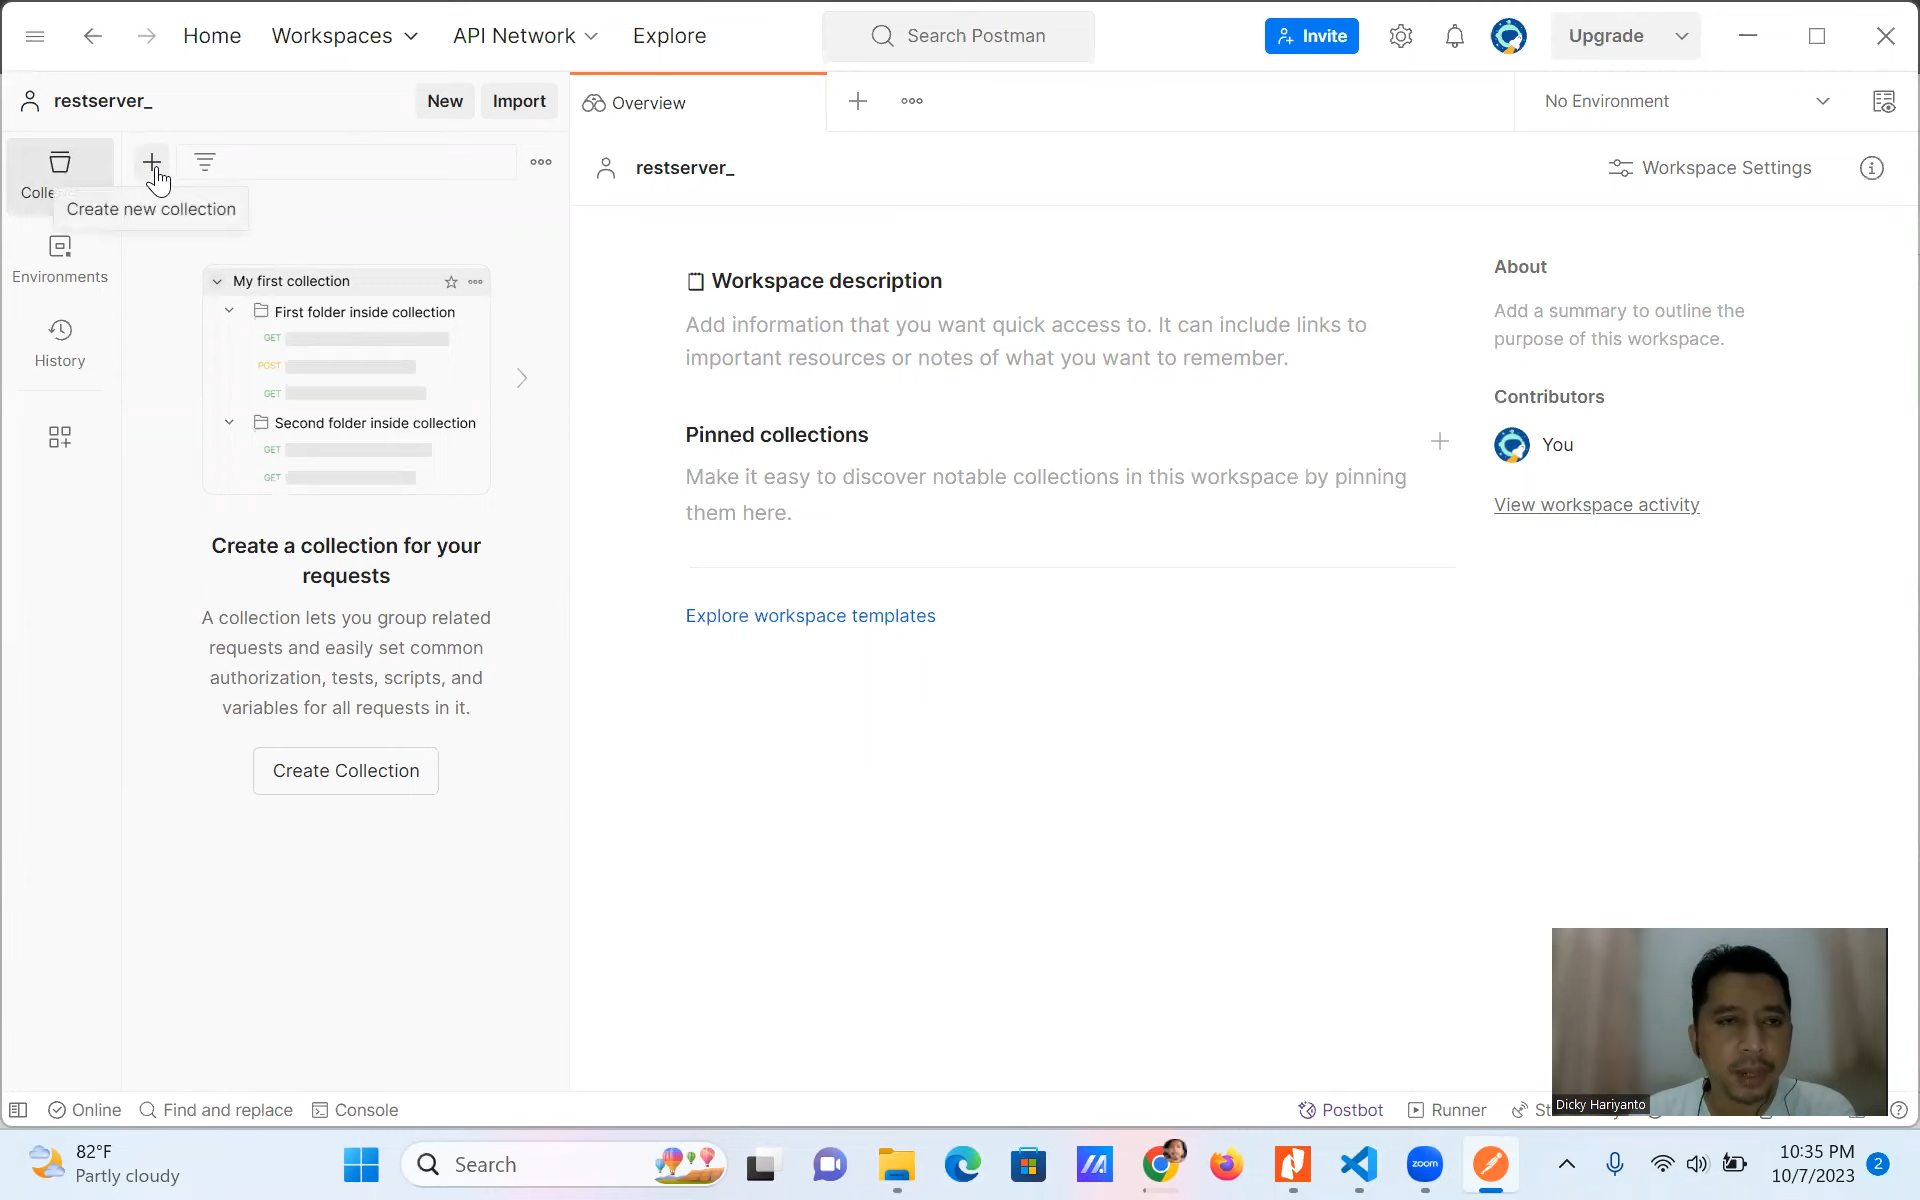 Home
Workspaces
API Network
Explore
Search Postman
Invite
Upgrade
restserver_
New
Import
Overview
No Environment
Colle
Create new collection
restserver_
Workspace Settings
Environments
History
My first collection
First folder inside collection
GET
POST
GET
Second folder inside collection
GET
GET
Create a collection for your
requests
A collection lets you group related
requests and easily set common
authorization, tests, scripts, and
variables for all requests in it.
Create Collection
Workspace description
Add information that you want quick access to. It can include links to
important resources or notes of what you want to remember.
Pinned collections
Make it easy to discover notable collections in this workspace by pinning
them here.
Explore workspace templates
About
Add a summary to outline the
purpose of this workspace.
Contributors
You
View workspace activity
Dicky Hariyanto
Online
Find and replace
Console
Postbot
Runner
St
82°F
Partly cloudy
Search
zoom
10:35 PM
10/7/2023
2